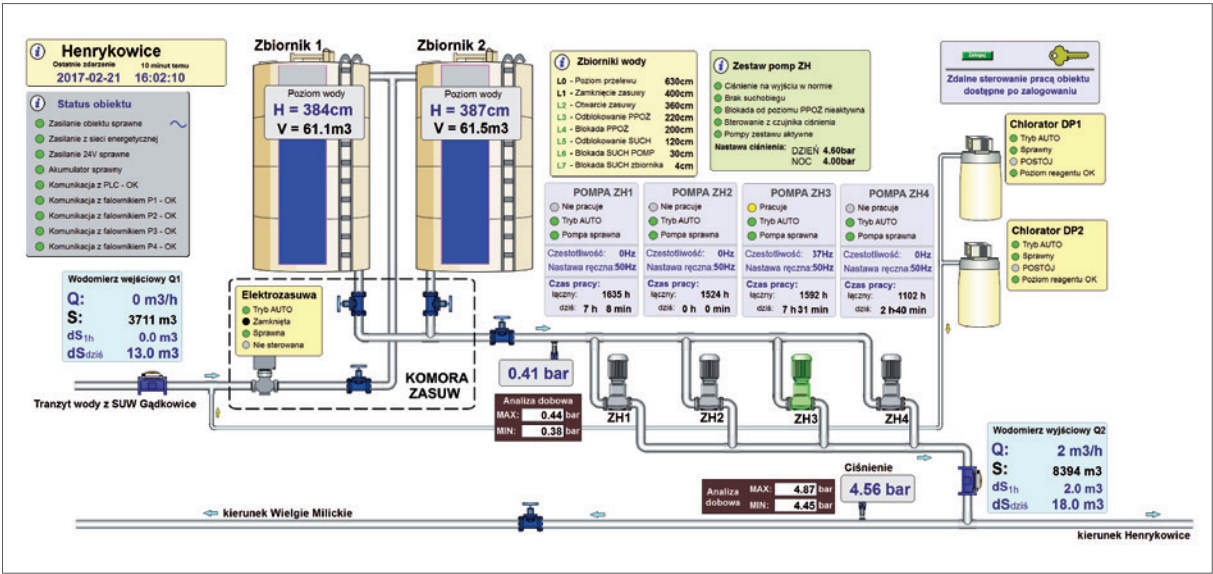 Henrykowice
Ostatnie zdarzenie 10 minut temu
2017-02-21 16:02:10
Status obiektu
Zasilanie obiektu sprawne
Zasilanie z sieci energetycznej
Zasilanie 24V sprawne
Akumulator sprawny
Komunikacja z PLC - OK
Komunikacja z falownikiem P1 - OK
Komunikacja z falownikiem P2 - OK
Komunikacja z falownikiem P3 - OK
Komunikacja z falownikiem P4 - OK
Zbiornik 1
Poziom wody
H = 384cm
V = 61.1m3
Zbiornik 2
Poziom wody
H = 387cm
V = 61.5m3
Zbiorniki wody
L0 - Poziom przelewu 630cm
L1 - Zamknięcie zasuwy 400cm
L2 - Otwarcie zasuwy 360cm
L3 - Odblokowanie PPOŻ 220cm
L4 - Blokada PPOŻ 200cm
L5 - Odblokowanie SUCH 120cm
L6 - Blokada SUCH POMP 30cm
L7 - Blokada SUCH zbiornika 4cm
Zestaw pomp ZH
Ciśnienie na wyjściu w normie
Brak suchobiegu
Blokada od poziomu PPOŻ nieaktywna
Sterowanie z czujnika ciśnienia
Pompy zestawu aktywne
Nastawa ciśnienia: DZIEŃ 4.60bar
NOC 4.00bar
Zaloguj
Zdalne sterowanie pracą obiektu
dostępne po zalogowaniu
Chlorator DP1
Tryb AUTO
Sprawny
POSTÓJ
Poziom reagentu OK
Chlorator DP2
Tryb AUTO
Sprawny
POSTÓJ
Poziom reagentu OK
POMPA ZH1
Nie pracuje
Tryb AUTO
Pompa sprawna
Czestotliwość: 0Hz
Nastawa ręczna:50Hz
Czas pracy:
łączny: 1635 h
dziś: 7 h 8 min
POMPA ZH2
Nie pracuje
Tryb AUTO
Pompa sprawna
Czestotliwość: 0Hz
Nastawa ręczna:50Hz
Czas pracy:
łączny: 1524 h
dziś: 0 h 0 min
POMPA ZH3
Pracuje
Tryb AUTO
Pompa sprawna
Czestotliwość: 37Hz
Nastawa ręczna:50Hz
Czas pracy:
łączny: 1592 h
dziś: 7 h31 min
POMPA ZH4
Nie pracuje
Tryb AUTO
Pompa sprawna
Czestotliwość: 0Hz
Nastawa ręczna:50Hz
Czas pracy:
łączny: 1102 h
dziś: 2 h40 min
Wodomierz wejściowy Q1
Q: 0 m3/h
S: 3711 m3
dS1h 0.0 m3
dSdziś 13.0 m3
Elektrozasuwa
Tryb AUTO
Zamknięta
Sprawna
Nie sterowana
KOMORA
ZASUW
Tranzyt wody z SUW Gądkowice
0.41 bar
Analiza dobowa
MAX: 0.44 bar
MIN: 0.38 bar
ZH1
ZH2
ZH3
ZH4
Wodomierz wyjściowy Q2
Q: 2 m3/h
S: 8394 m3
dS1h 2.0 m3
dSdziś 18.0 m3
Ciśnienie
4.56 bar
Analiza dobowa
MAX: 4.87 bar
MIN: 4.45 bar
kierunek Wielgie Milickie
kierunek Henrykowice